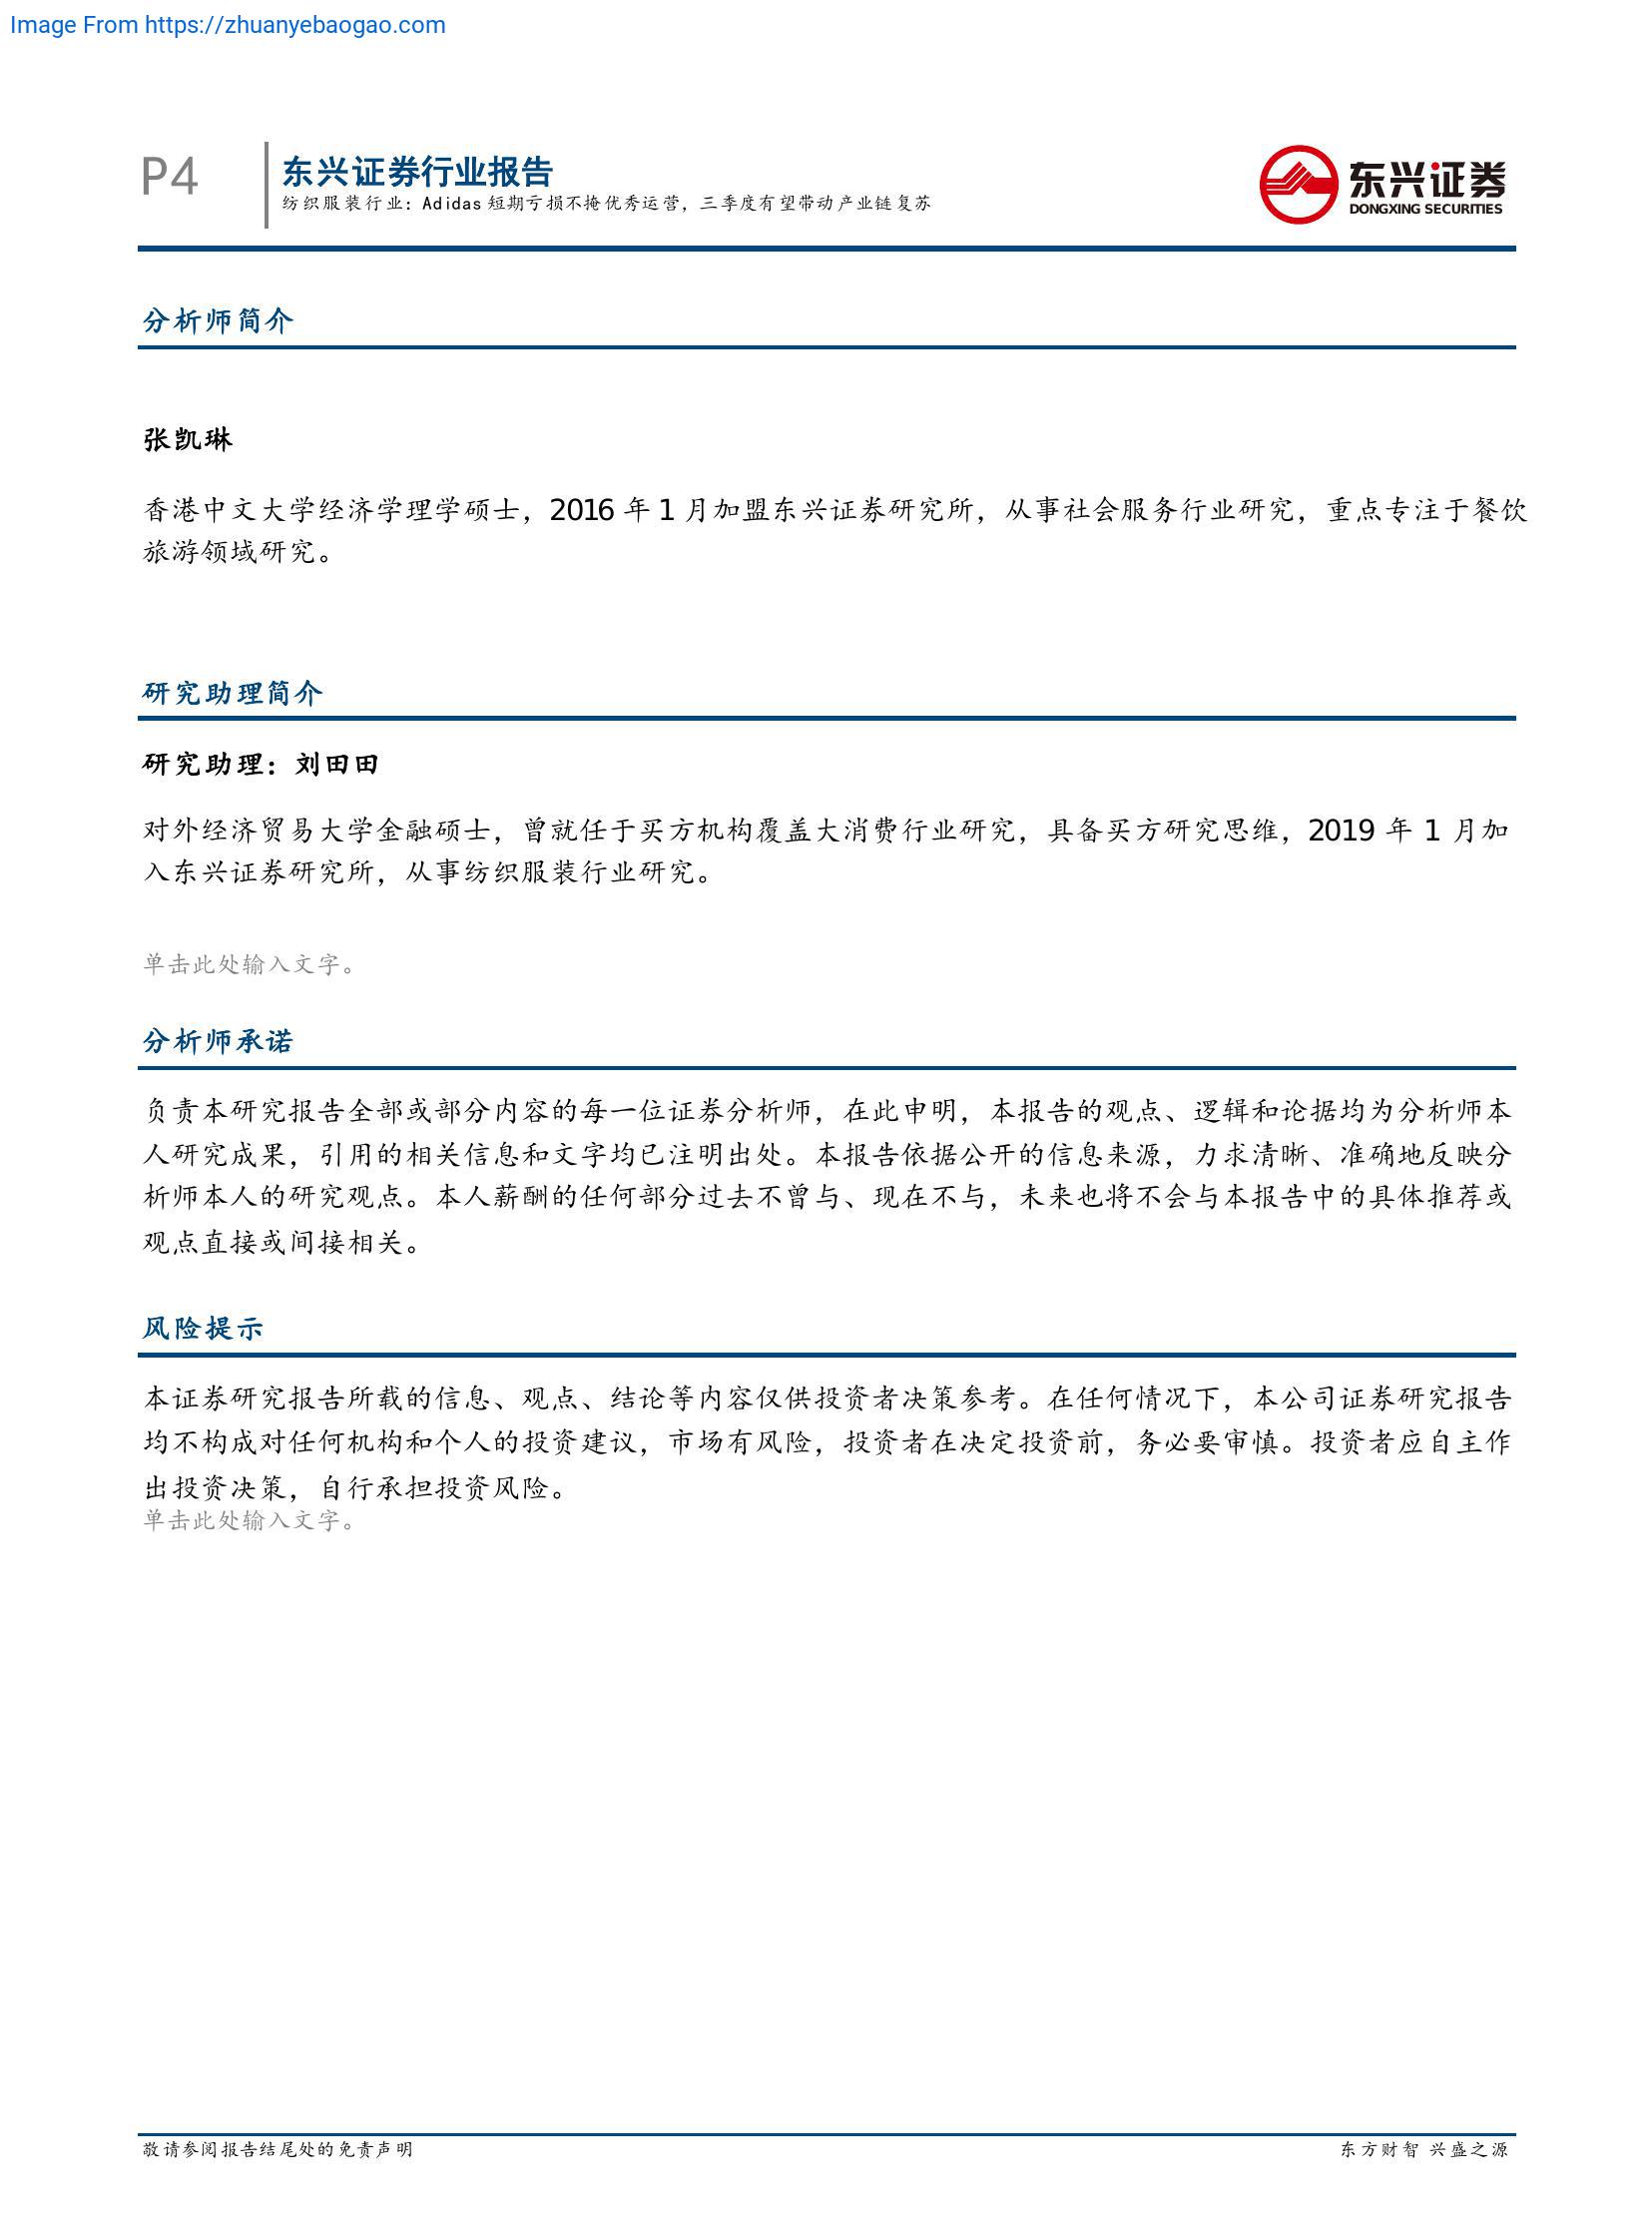 Image From https://zhuanyebaogao.com
P4
东兴证券行业报告
纺织服装行业：Adidas 短期亏损不掩优秀运营，三季度有望带动产业链复苏
东兴证券
DONGXING SECURITIES
分析师简介
张凯琳
香港中文大学经济学理学硕士，2016 年 1 月加盟东兴证券研究所，从事社会服务行业研究，重点专注于餐饮
旅游领域研究。
研究助理简介
研究助理：刘田田
对外经济贸易大学金融硕士，曾就任于买方机构覆盖大消费行业研究，具备买方研究思维，2019 年 1 月加
入东兴证券研究所，从事纺织服装行业研究。
单击此处输入文字。
分析师承诺
负责本研究报告全部或部分内容的每一位证券分析师，在此申明，本报告的观点、逻辑和论据均为分析师本
人研究成果，引用的相关信息和文字均已注明出处。本报告依据公开的信息来源，力求清晰、准确地反映分
析师本人的研究观点。本人薪酬的任何部分过去不曾与、现在不与，未来也将不会与本报告中的具体推荐或
观点直接或间接相关。
风险提示
本证券研究报告所载的信息、观点、结论等内容仅供投资者决策参考。在任何情况下，本公司证券研究报告
均不构成对任何机构和个人的投资建议，市场有风险，投资者在决定投资前，务必要审慎。投资者应自主作
出投资决策，自行承担投资风险。
单击此处输入文字。
敬请参阅报告结尾处的免责声明
东方财智 兴盛之源